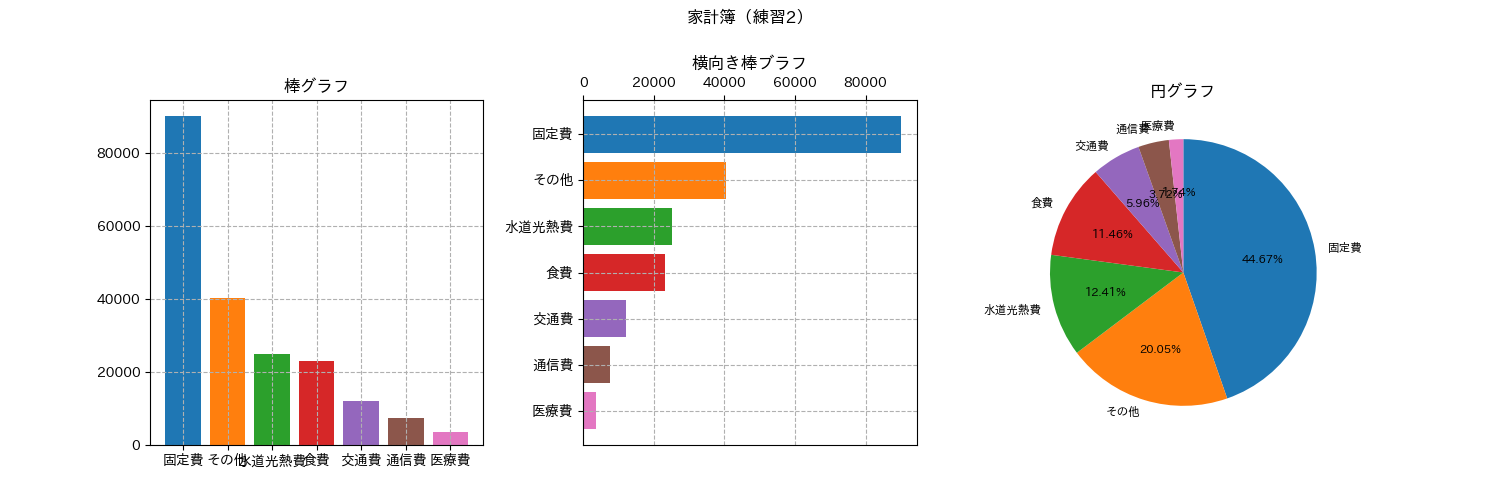 家計簿（練習2）
棒グラフ
80000
60000
40000
20000
0
固定費 その他 水道光熱費 食費 交通費 通信費 医療費
横向き棒ブラフ
0 20000 40000 60000 80000
固定費
その他
水道光熱費
食費
交通費
通信費
医療費
円グラフ
医療費
通信費
交通費
食費
水道光熱費
その他
固定費
1.74%
3.72%
5.96%
11.46%
12.41%
20.05%
44.67%